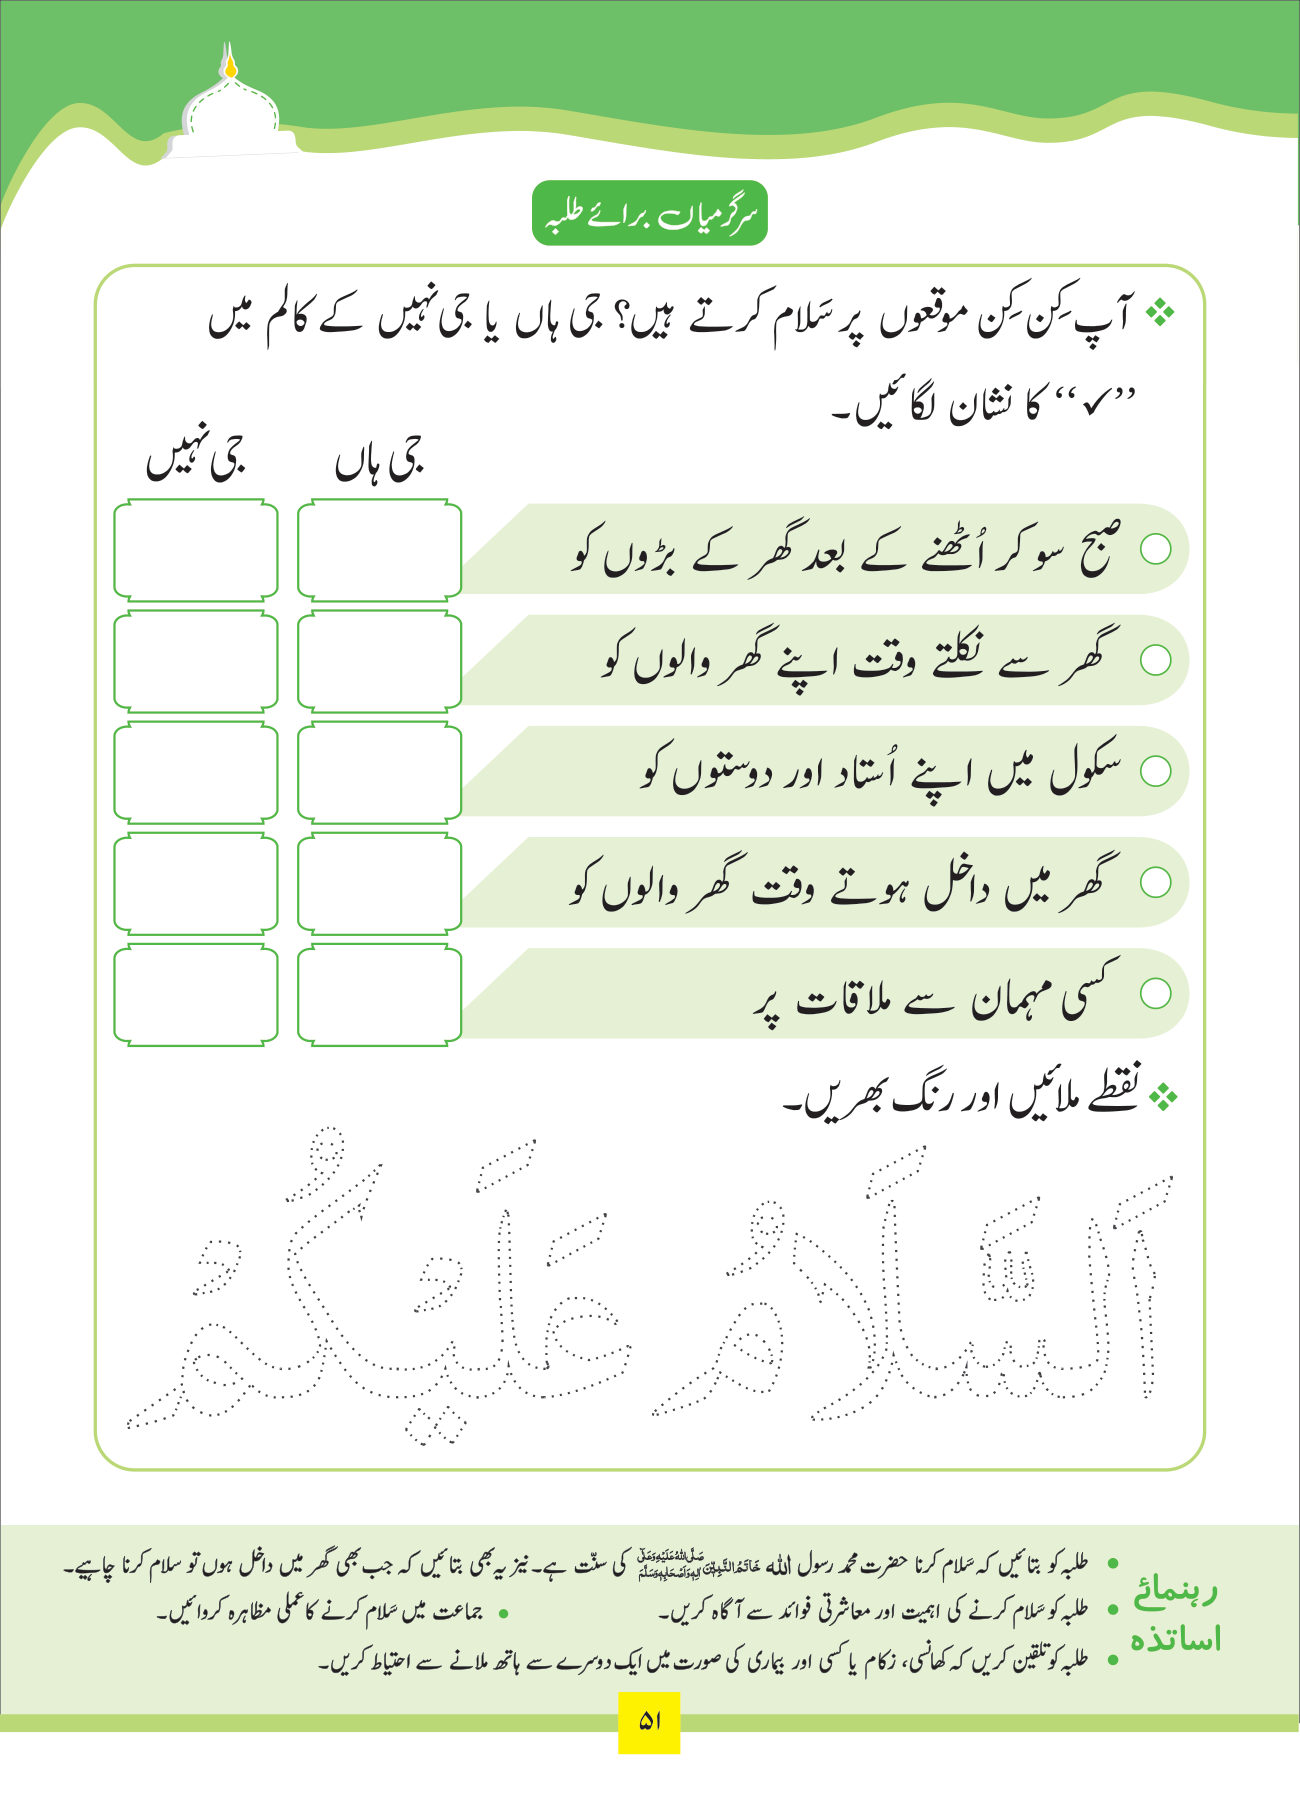 سرگرمیاں برائے طلبہ
آپ کِن کِن موقعوں پر سَلام کرتے ہیں؟ جی ہاں یا جی نہیں کے کالم میں
”✓“ کا نشان لگائیں۔
جی ہاں جی نہیں
صبح سو کر اُٹھنے کے بعد گھر کے بڑوں کو
گھر سے نکلتے وقت اپنے گھر والوں کو
سکول میں اپنے اُستاد اور دوستوں کو
گھر میں داخل ہوتے وقت گھر والوں کو
کسی مہمان سے ملاقات پر
نقطے ملائیں اور رنگ بھریں۔
اَلسَّلَامُ عَلَيْكُمْ
رہنمائے اساتذہ
طلبہ کو بتائیں کہ سَلام کرنا حضرت محمد رسول اللہ خَاتَمُ النَّبِیّٖنَ صَلَّی اللہُ عَلَیْہِ وَعَلٰٓی اٰلِہٖ وَاَصْحَابِہٖ وَسَلَّمَ کی سنّت ہے۔ نیز یہ بھی بتائیں کہ جب بھی گھر میں داخل ہوں تو سلام کرنا چاہیے۔
طلبہ کو سَلام کرنے کی اہمیت اور معاشرتی فوائد سے آگاہ کریں۔ • جماعت میں سَلام کرنے کا عملی مظاہرہ کروائیں۔
طلبہ کو تلقین کریں کہ کھانسی، زکام یا کسی اور بیماری کی صورت میں ایک دوسرے سے ہاتھ ملانے سے احتیاط کریں۔
۵۱